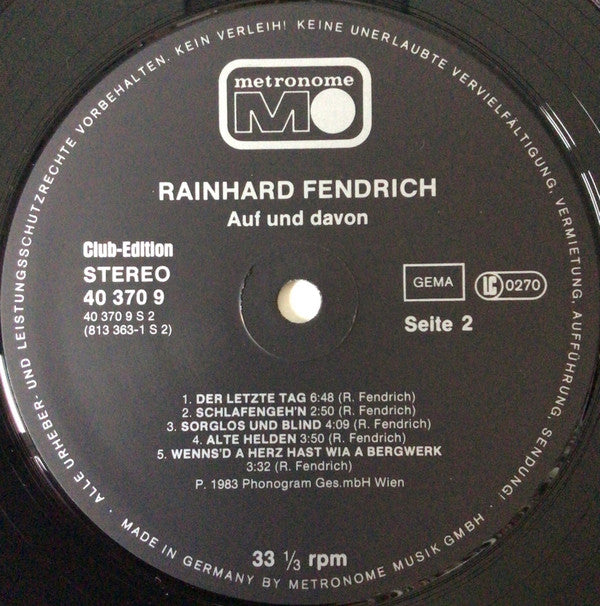 ALLE URHEBER- UND LEISTUNGSSCHUTZRECHTE VORBEHALTEN. KEIN VERLEIH! KEINE UNERLAUBTE VERVIELFÄLTIGUNG, VERMIETUNG, AUFFÜHRUNG, SENDUNG!
metronome
M
RAINHARD FENDRICH
Auf und davon
Club-Edition
STEREO
40 370 9
40 370 9 S 2
(813 363-1 S 2)
GEMA
LC 0270
Seite 2
1. DER LETZTE TAG 6:48 (R. Fendrich)
2. SCHLAFENGEH'N 2:50 (R. Fendrich)
3. SORGLOS UND BLIND 4:09 (R. Fendrich)
4. ALTE HELDEN 3:50 (R. Fendrich)
5. WENNS'D A HERZ HAST WIA A BERGWERK
3:32 (R. Fendrich)
P. 1983 Phonogram Ges.mbH Wien
33 ⅓ rpm
· MADE IN GERMANY BY METRONOME MUSIK GMBH ·